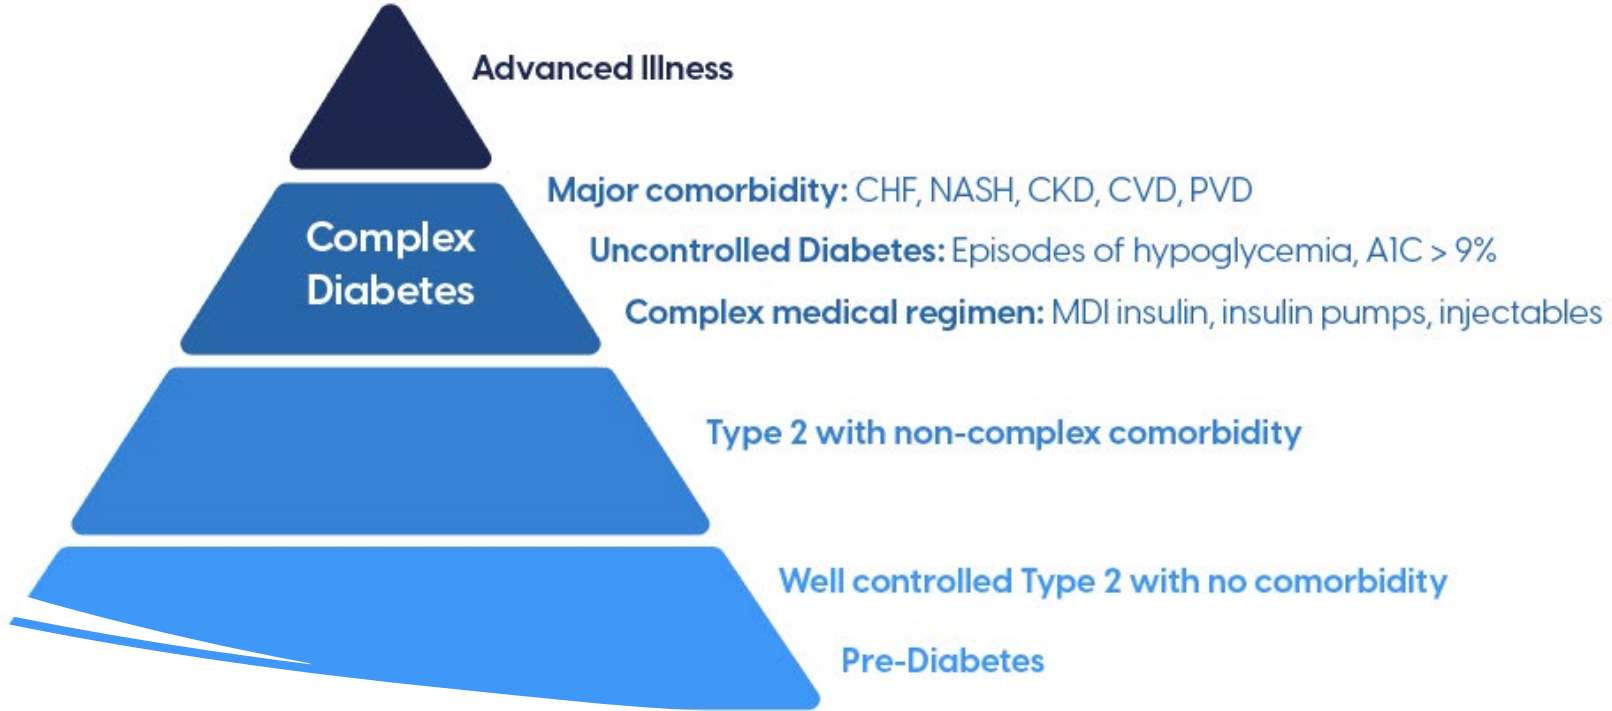 Advanced Illness
Major comorbidity: CHF, NASH, CKD, CVD, PVD
Complex
Diabetes
Uncontrolled Diabetes: Episodes of hypoglycemia, A1C > 9%
Complex medical regimen: MDI insulin, insulin pumps, injectables
Type 2 with non-complex comorbidity
Well controlled Type 2 with no comorbidity
Pre-Diabetes